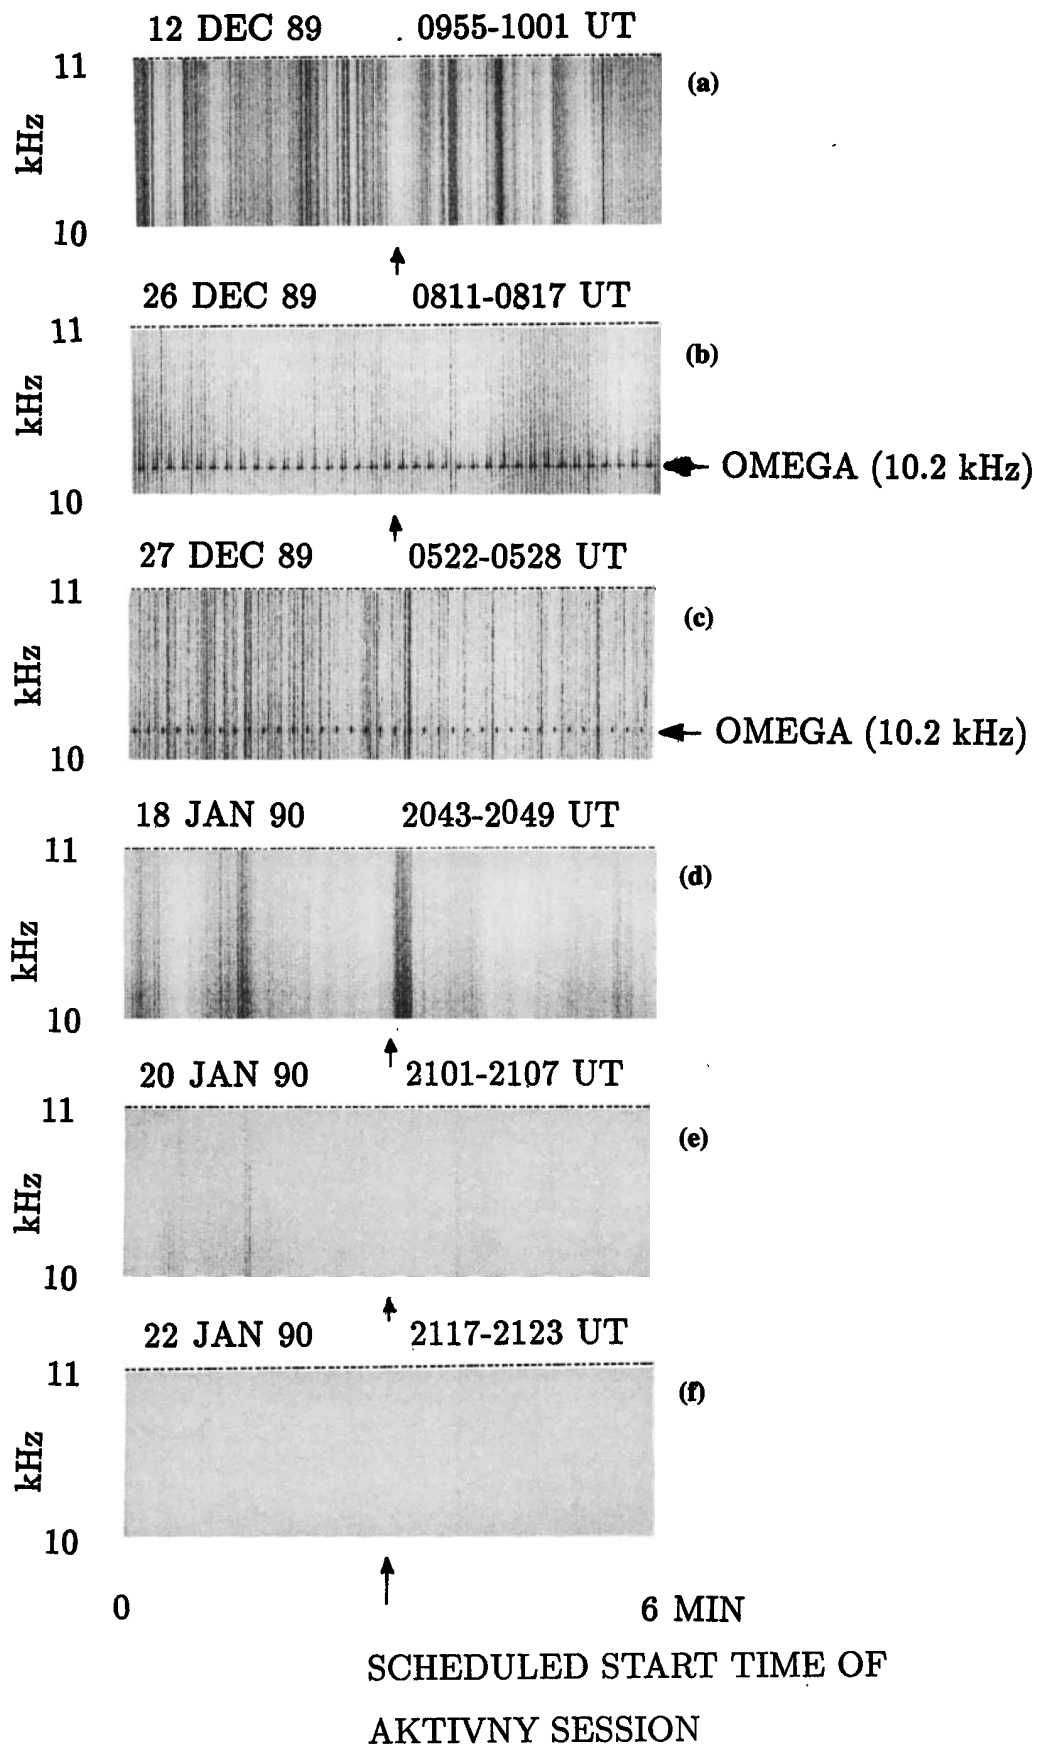 12 DEC 89 0955-1001 UT
11
(a)
kHz
10
26 DEC 89 0811-0817 UT
11
(b)
kHz
OMEGA (10.2 kHz)
10
27 DEC 89 0522-0528 UT
11
(c)
kHz
OMEGA (10.2 kHz)
10
18 JAN 90 2043-2049 UT
11
(d)
kHz
10
20 JAN 90 2101-2107 UT
11
(e)
kHz
10
22 JAN 90 2117-2123 UT
11
(f)
kHz
10
0 6 MIN
SCHEDULED START TIME OF
AKTIVNY SESSION